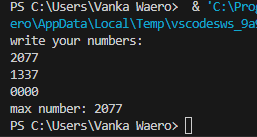 PS C:\Users\Vanka Waero>  & 'C:\Prog
ero\AppData\Local\Temp\vscodesws_9a9
write your numbers:
2077
1337
0000
max number: 2077
PS C:\Users\Vanka Waero>